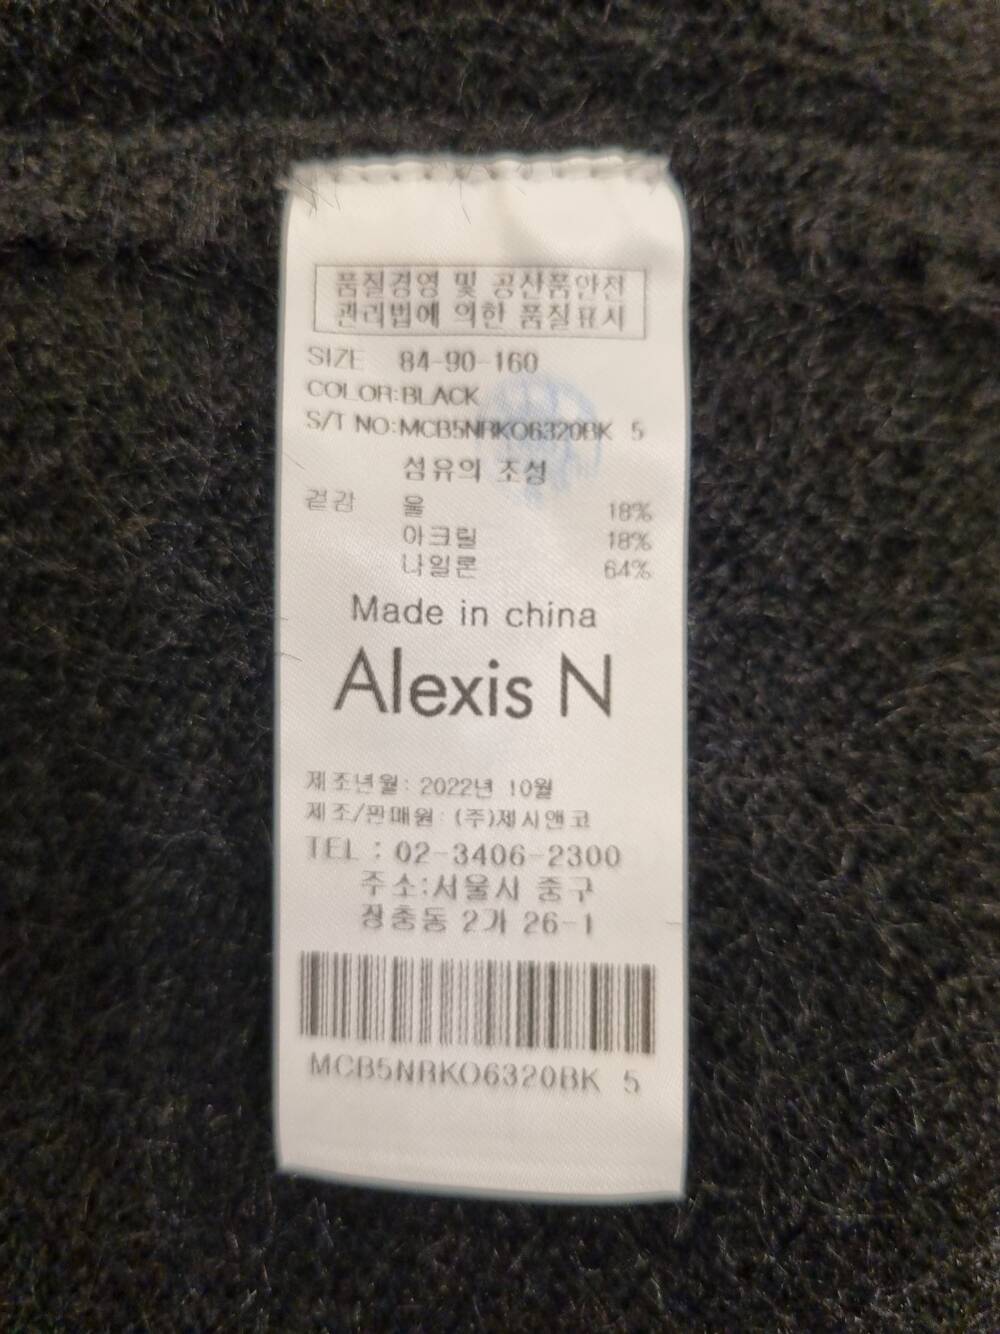 품질경영 및 공산품안전
관리법에 의한 품질표시
SIZE 84-90-160
COLOR:BLACK
S/T NO:MCB5NRKO6320BK 5
섬유의 조성
겉감 울 18%
아크릴 18%
나일론 64%
Made in china
Alexis N
제조년월: 2022년 10월
제조/판매원: (주)제시앤코
TEL : 02-3406-2300
주소:서울시 중구
장충동 2가 26-1
MCB5NRKO6320BK 5